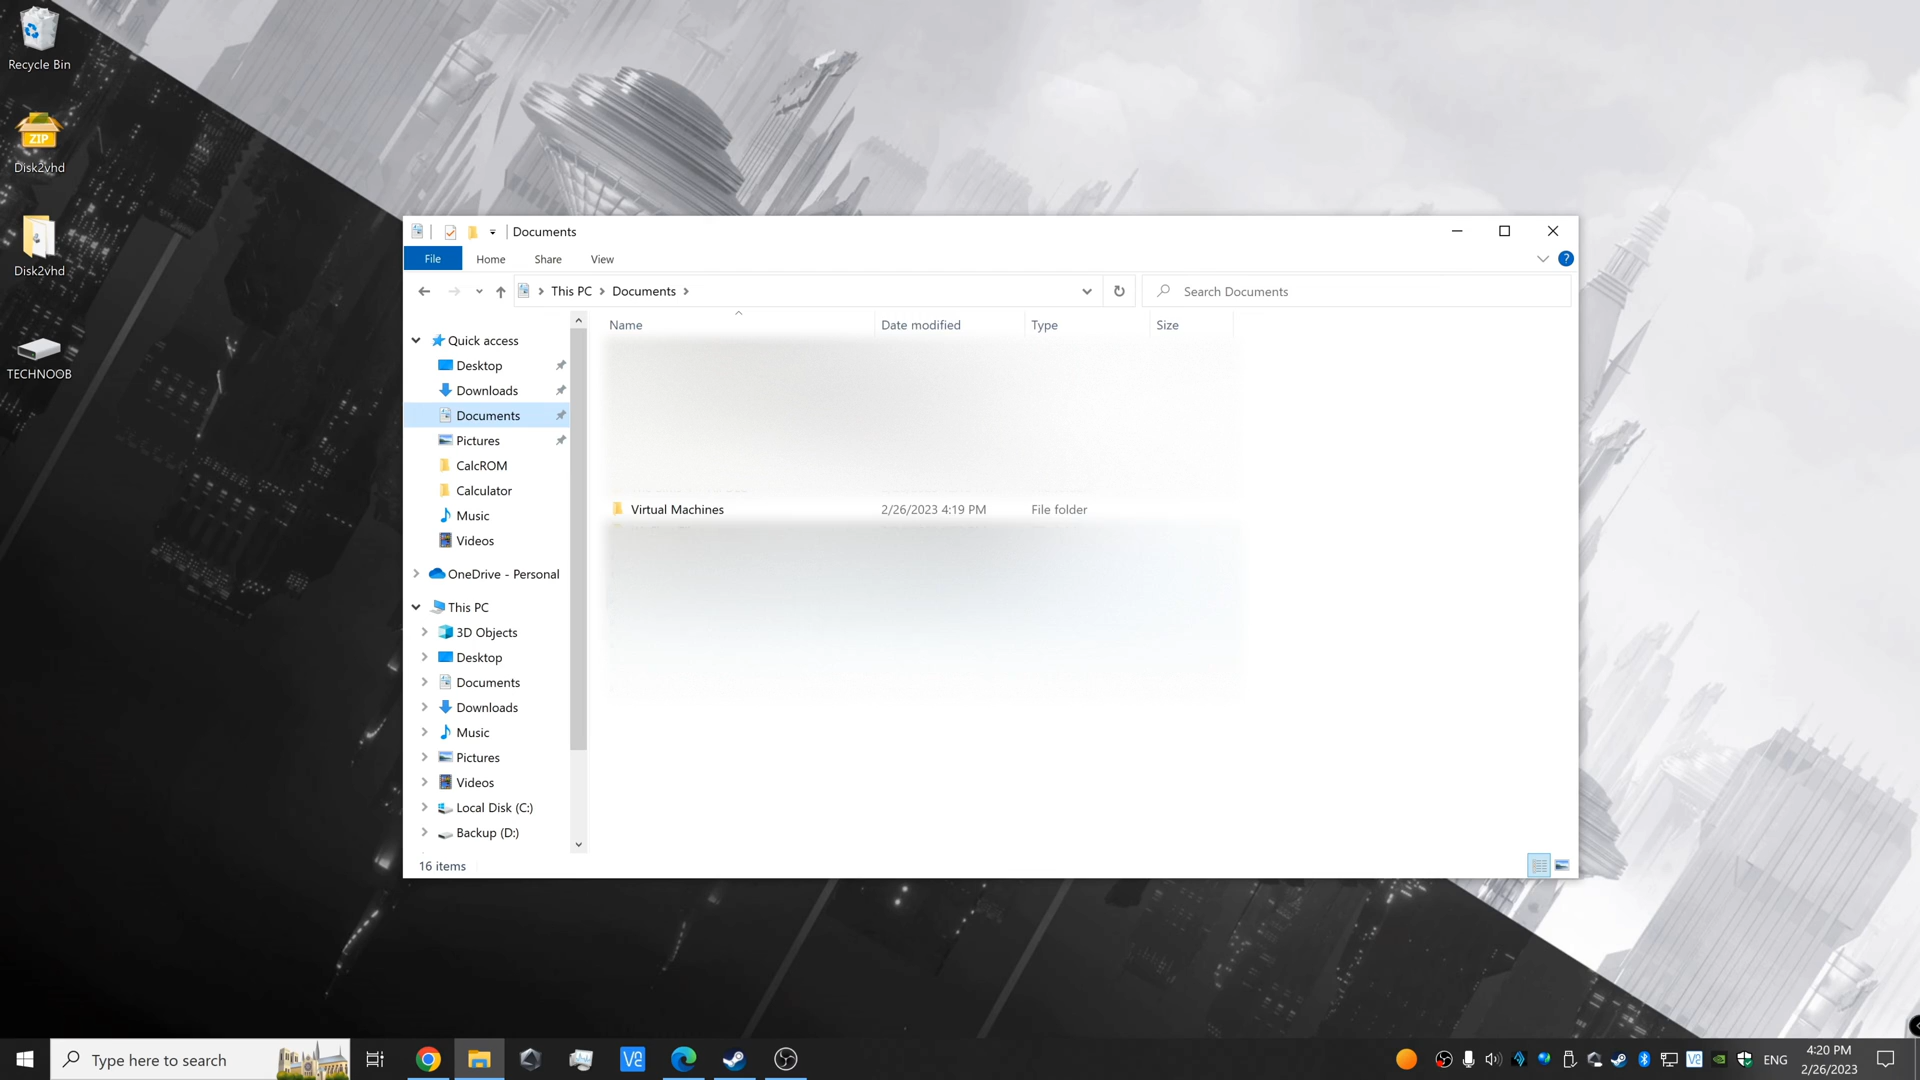 Recycle Bin
ZIP
Disk2vhd
Disk2vhd
TECHNOOB
Documents
File
Home
Share
View
?
This PC
Documents
Search Documents
Name
Date modified
Type
Size
Quick access
Desktop
Downloads
Documents
Pictures
CalcROM
Calculator
Music
Videos
OneDrive - Personal
This PC
3D Objects
Desktop
Documents
Downloads
Music
Pictures
Videos
Local Disk (C:)
Backup (D:)
Virtual Machines
2/26/2023 4:19 PM
File folder
16 items
Type here to search
ENG
4:20 PM
2/26/2023